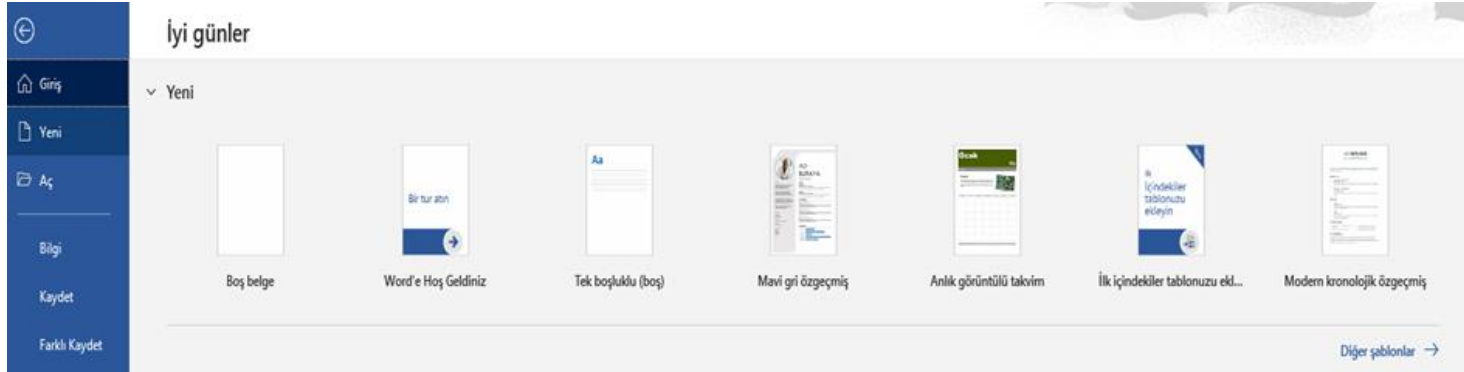 İyi günler
Giriş
Yeni
Aç
Bilgi
Kaydet
Farklı Kaydet
Yeni
Bir tur atın
Aa
Ocak
İlk
içindekiler
tablonuzu
ekleyin
Boş belge
Word'e Hoş Geldiniz
Tek boşluklu (boş)
Mavi gri özgeçmiş
Anlık görüntülü takvim
İlk içindekiler tablonuzu ekl...
Modern kronolojik özgeçmiş
Diğer şablonlar